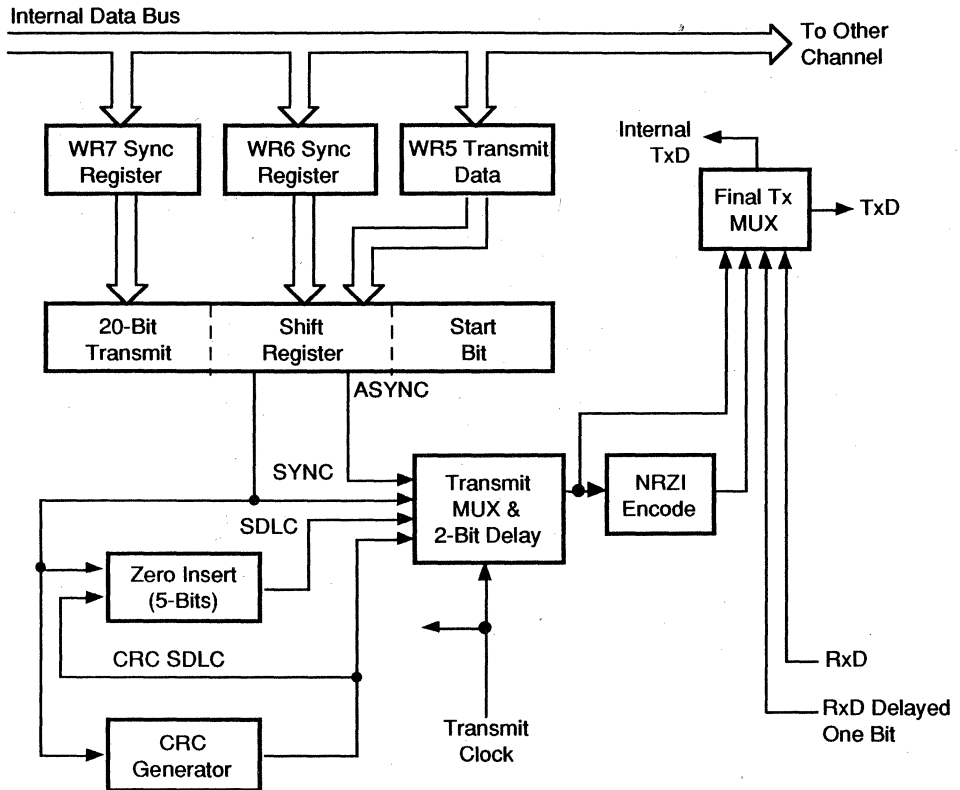 Internal Data Bus
To Other
Channel
WR7 Sync
Register
WR6 Sync
Register
WR5 Transmit
Data
Internal
TxD
Final Tx
MUX
TxD
20-Bit
Transmit
Shift
Register
Start
Bit
ASYNC
SYNC
Transmit
MUX &
2-Bit Delay
NRZI
Encode
SDLC
Zero Insert
(5-Bits)
CRC SDLC
RxD
CRC
Generator
Transmit
Clock
RxD Delayed
One Bit